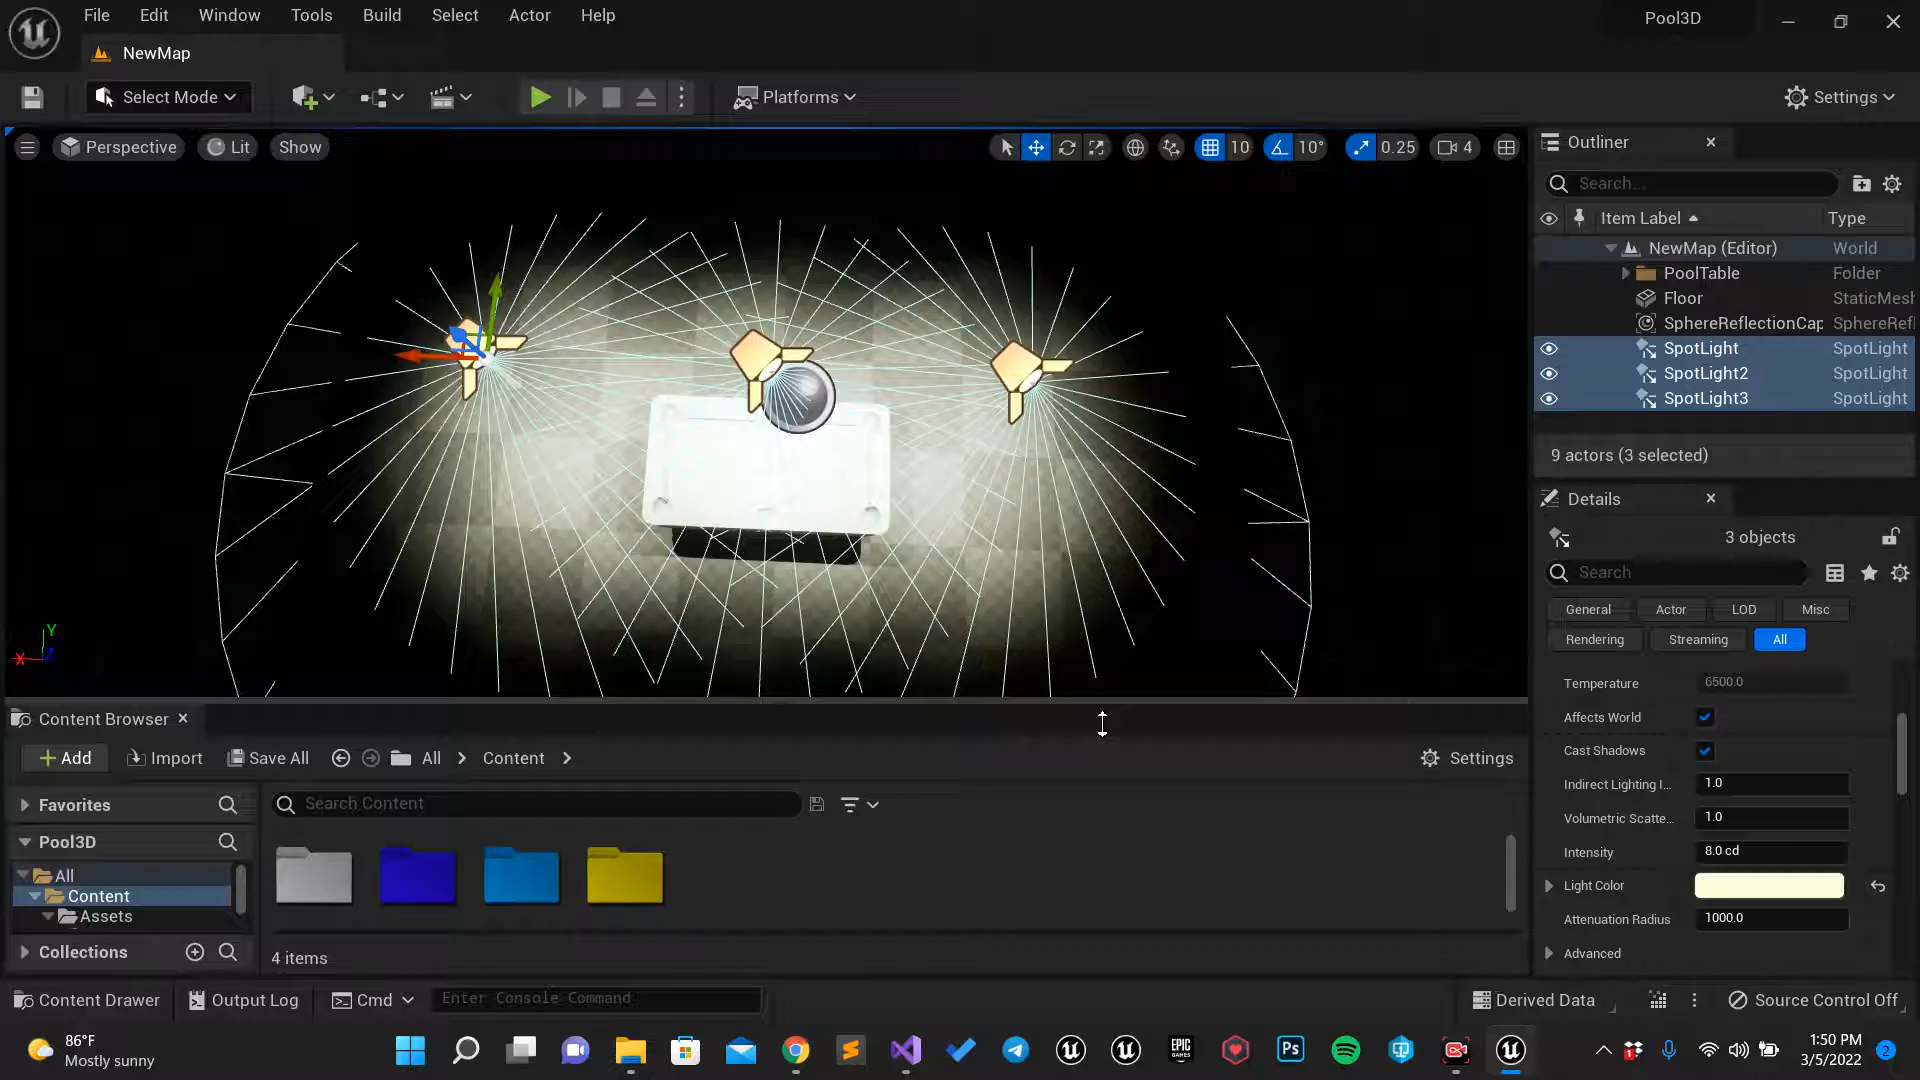 File Edit Window Tools Build Select Actor Help
Pool3D
NewMap
Select Mode
Platforms
Settings
Perspective
Lit
Show
10
10°
0.25
4
Outliner
Search...
Item Label
Type
NewMap (Editor) World
PoolTable Folder
Floor StaticMesh
SphereReflectionCap SphereRefl
SpotLight SpotLight
SpotLight2 SpotLight
SpotLight3 SpotLight
9 actors (3 selected)
Details
3 objects
Search
General Actor LOD Misc
Rendering Streaming All
Temperature 6500.0
Affects World
Cast Shadows
Indirect Lighting I... 1.0
Volumetric Scatte... 1.0
Intensity 8.0 cd
Light Color
Attenuation Radius 1000.0
Advanced
X Y Z
Content Browser
Add Import Save All All Content Settings
Favorites
Search Content
Pool3D
All
Content
Assets
Collections
4 items
Content Drawer Output Log Cmd Enter Console Command
Derived Data Source Control Off
86°F
Mostly sunny
EPIC
GAMES
Ps
1
1:50 PM
3/5/2022
2